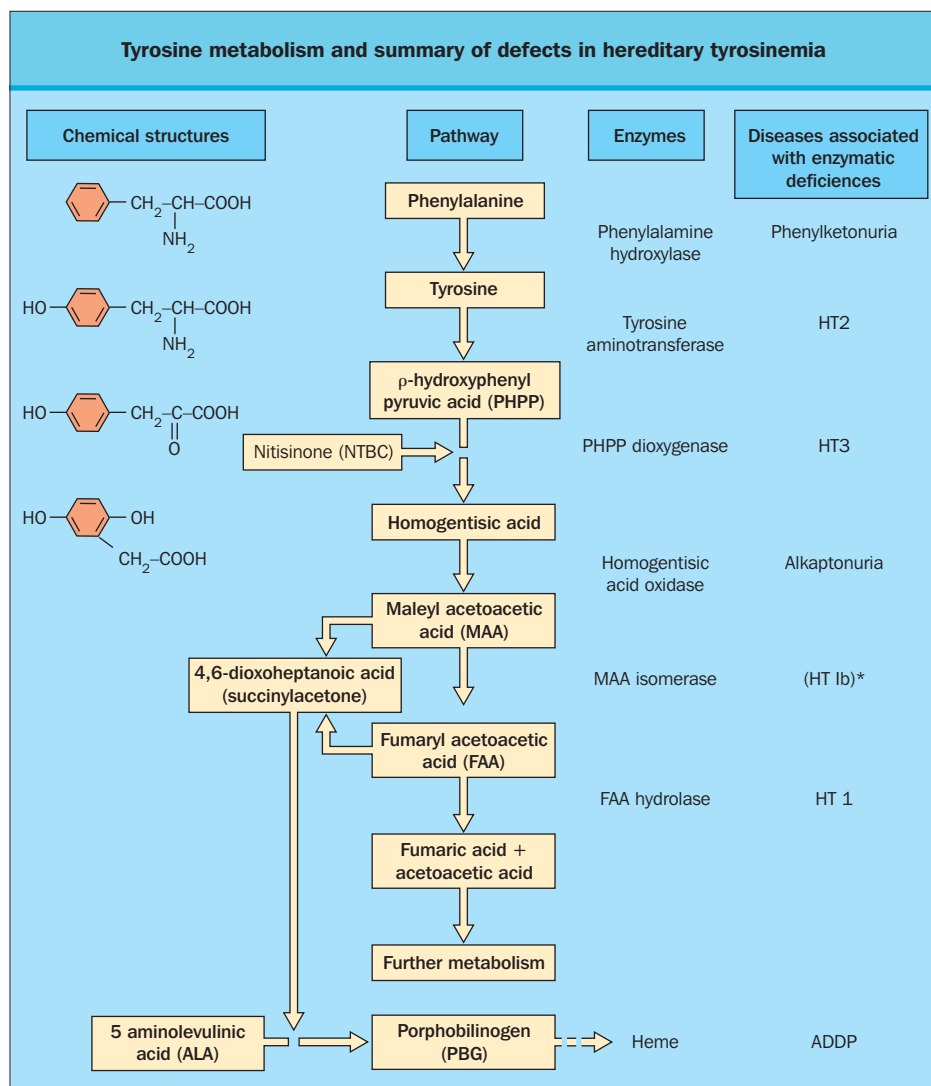 Tyrosine metabolism and summary of defects in hereditary tyrosinemia
Chemical structures
Pathway
Enzymes
Diseases associated
with enzymatic
deficiences
CH2–CH–COOH
NH2
Phenylalanine
Phenylalamine
hydroxylase
Phenylketonuria
HO
CH2–CH–COOH
NH2
Tyrosine
Tyrosine
aminotransferase
HT2
ρ-hydroxyphenyl
pyruvic acid (PHPP)
HO
CH2–C–COOH
O
Nitisinone (NTBC)
PHPP dioxygenase
HT3
HO
OH
CH2–COOH
Homogentisic acid
Homogentisic
acid oxidase
Alkaptonuria
Maleyl acetoacetic
acid (MAA)
4,6-dioxoheptanoic acid
(succinylacetone)
MAA isomerase
(HT Ib)*
Fumaryl acetoacetic
acid (FAA)
FAA hydrolase
HT 1
Fumaric acid +
acetoacetic acid
Further metabolism
5 aminolevulinic
acid (ALA)
Porphobilinogen
(PBG)
Heme
ADDP